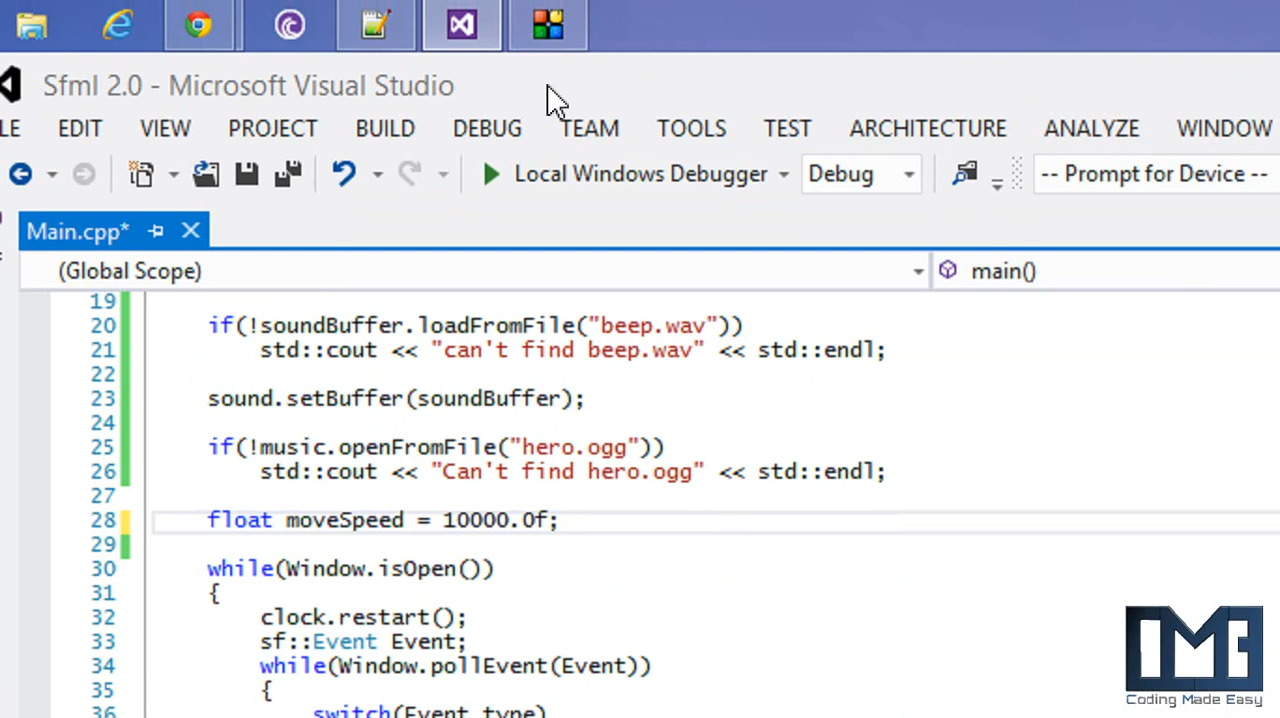 Sfml 2.0 - Microsoft Visual Studio
LE EDIT VIEW PROJECT BUILD DEBUG TEAM TOOLS TEST ARCHITECTURE ANALYZE WINDOW
Local Windows Debugger Debug -- Prompt for Device --
Main.cpp*
(Global Scope) main()
19
20 if(!soundBuffer.loadFromFile("beep.wav"))
21 std::cout << "can't find beep.wav" << std::endl;
22
23 sound.setBuffer(soundBuffer);
24
25 if(!music.openFromFile("hero.ogg"))
26 std::cout << "Can't find hero.ogg" << std::endl;
27
28 float moveSpeed = 10000.0f;
29
30 while(Window.isOpen())
31 {
32 clock.restart();
33 sf::Event Event;
34 while(Window.pollEvent(Event))
35 {
36 switch(Event.type)
CME
Coding Made Easy